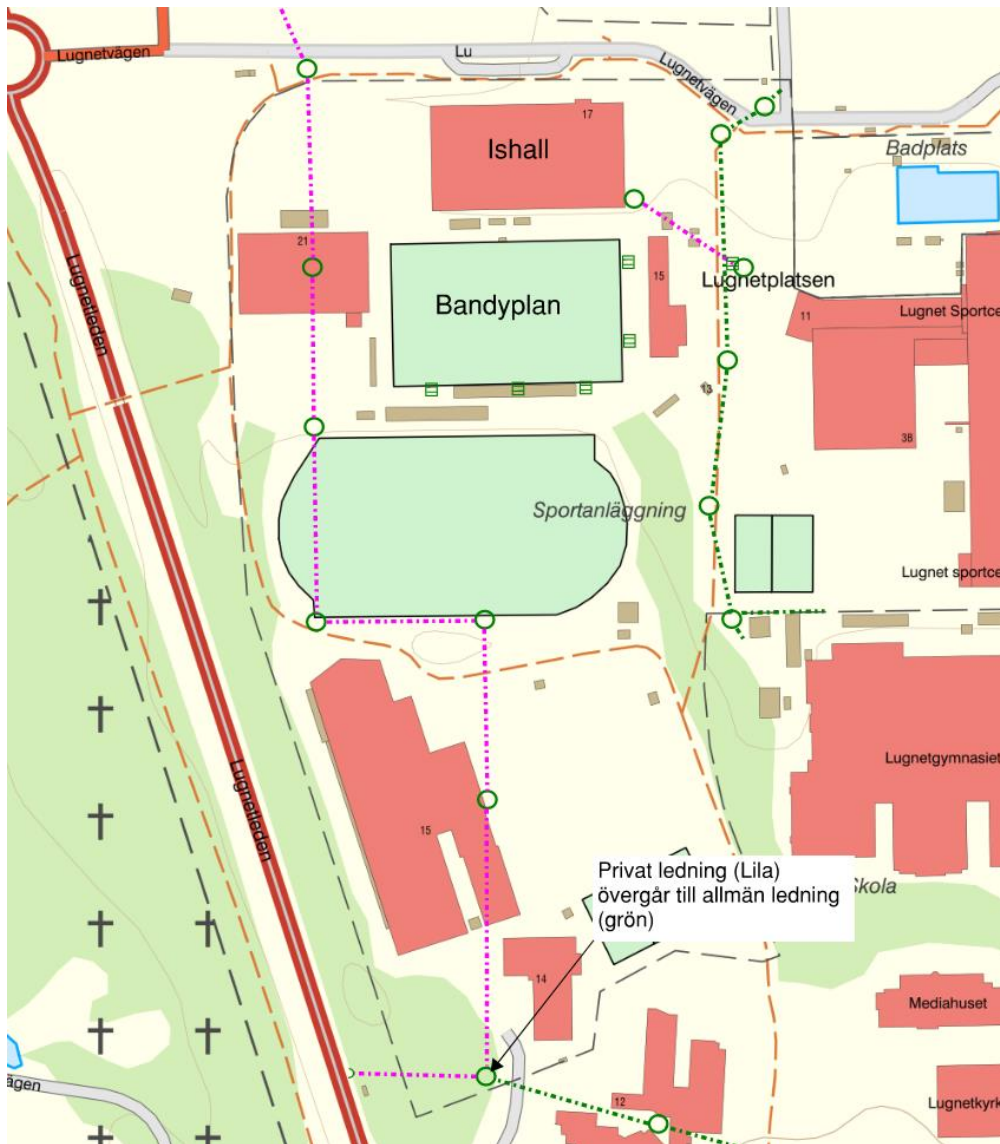 Lugnetvägen
Lu
Lugnetvägen
17
Ishall
Badplats
21
15
Lugnetplatsen
Lugnetleden
Bandyplan
11
Lugnet Sportce
13
38
Sportanläggning
Lugnet sportce
Lugnetgymnasiet
Lugnetleden
15
Privat ledning (Lila)
övergår till allmän ledning
(grön)
Skola
14
Mediahuset
ägen
12
Lugnetkyrk